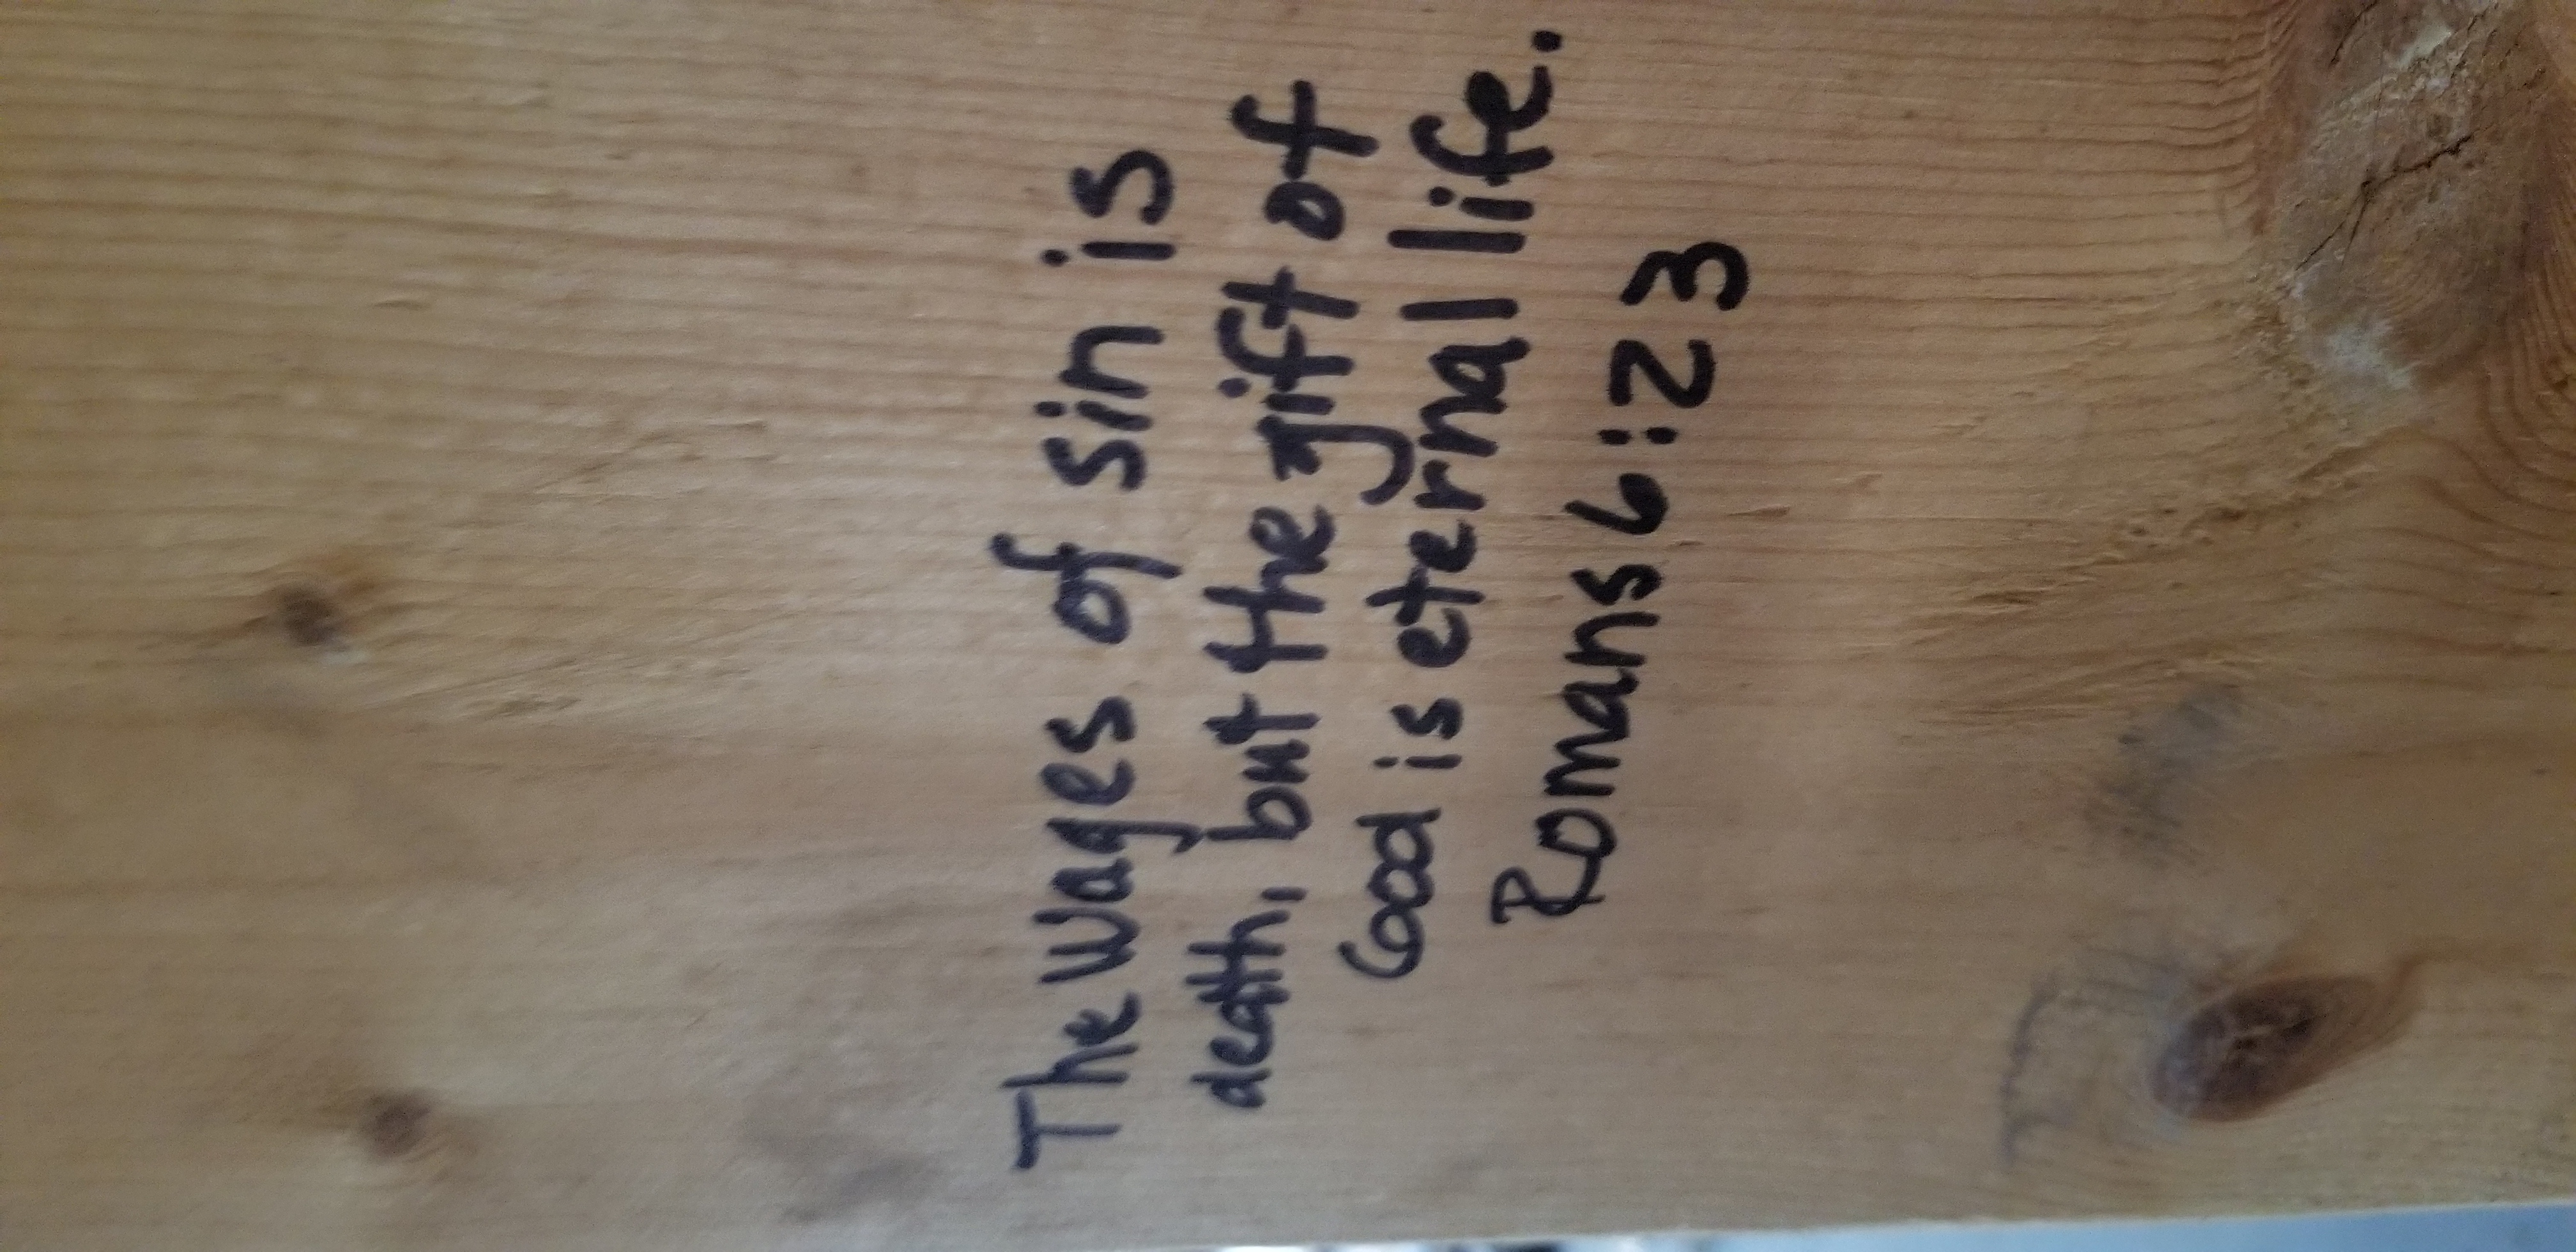 The wages of sin is
death, but the gift of
God is eternal life.
Romans 6:23